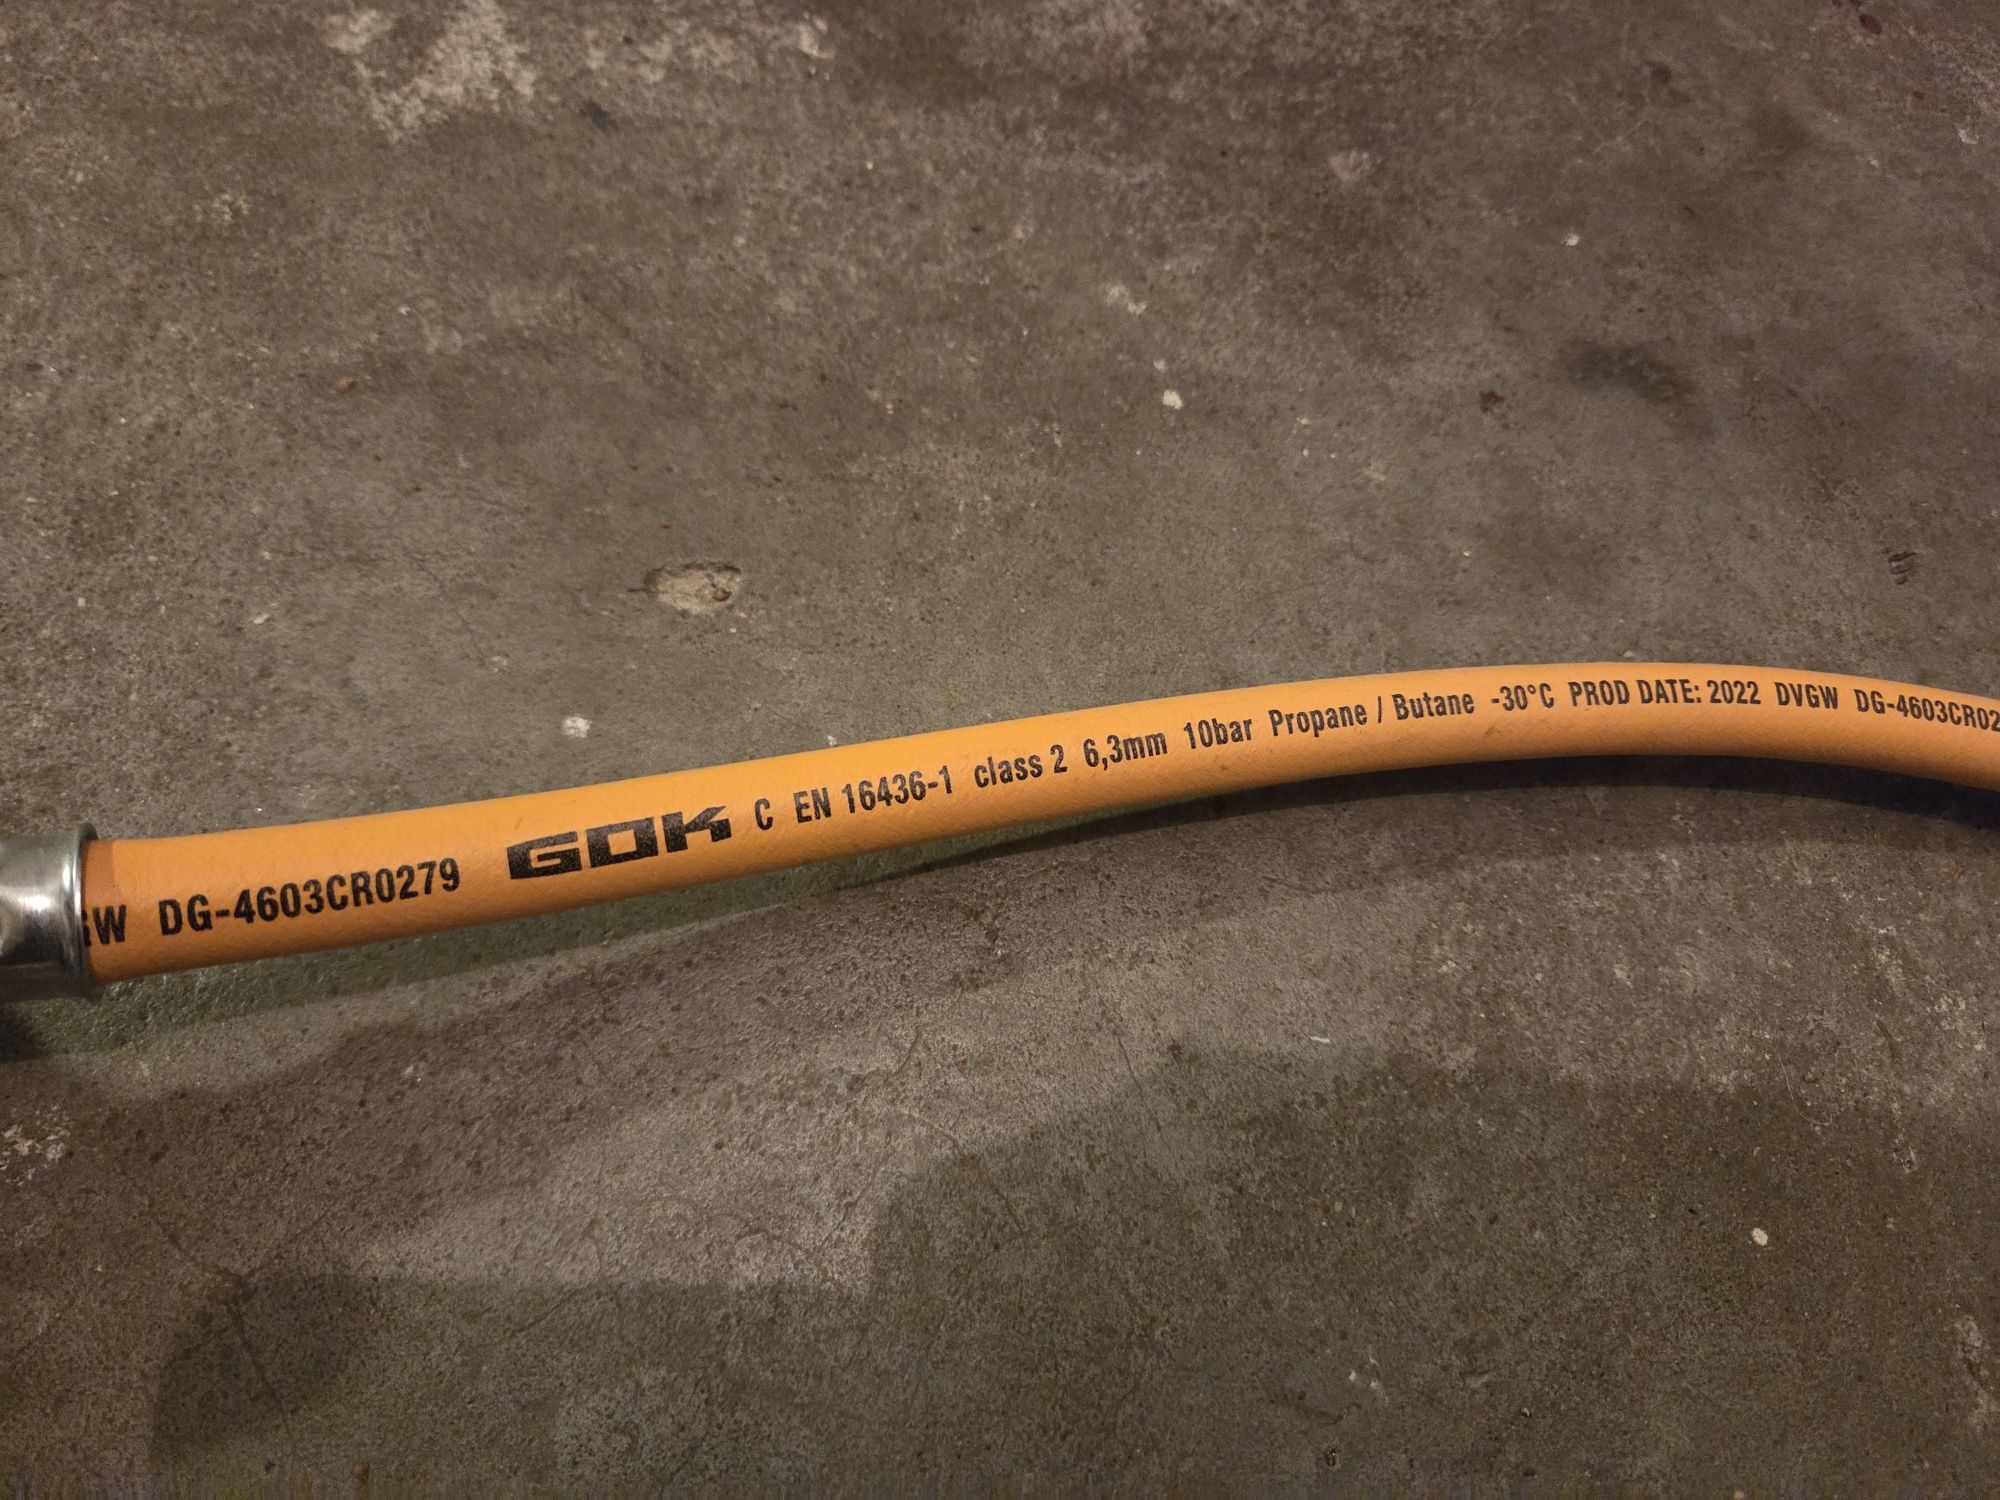 W DG-4603CR0279 GOK C EN 16436-1 class 2 6,3mm 10bar Propane / Butane -30°C PROD DATE: 2022 DVGW DG-4603CR02